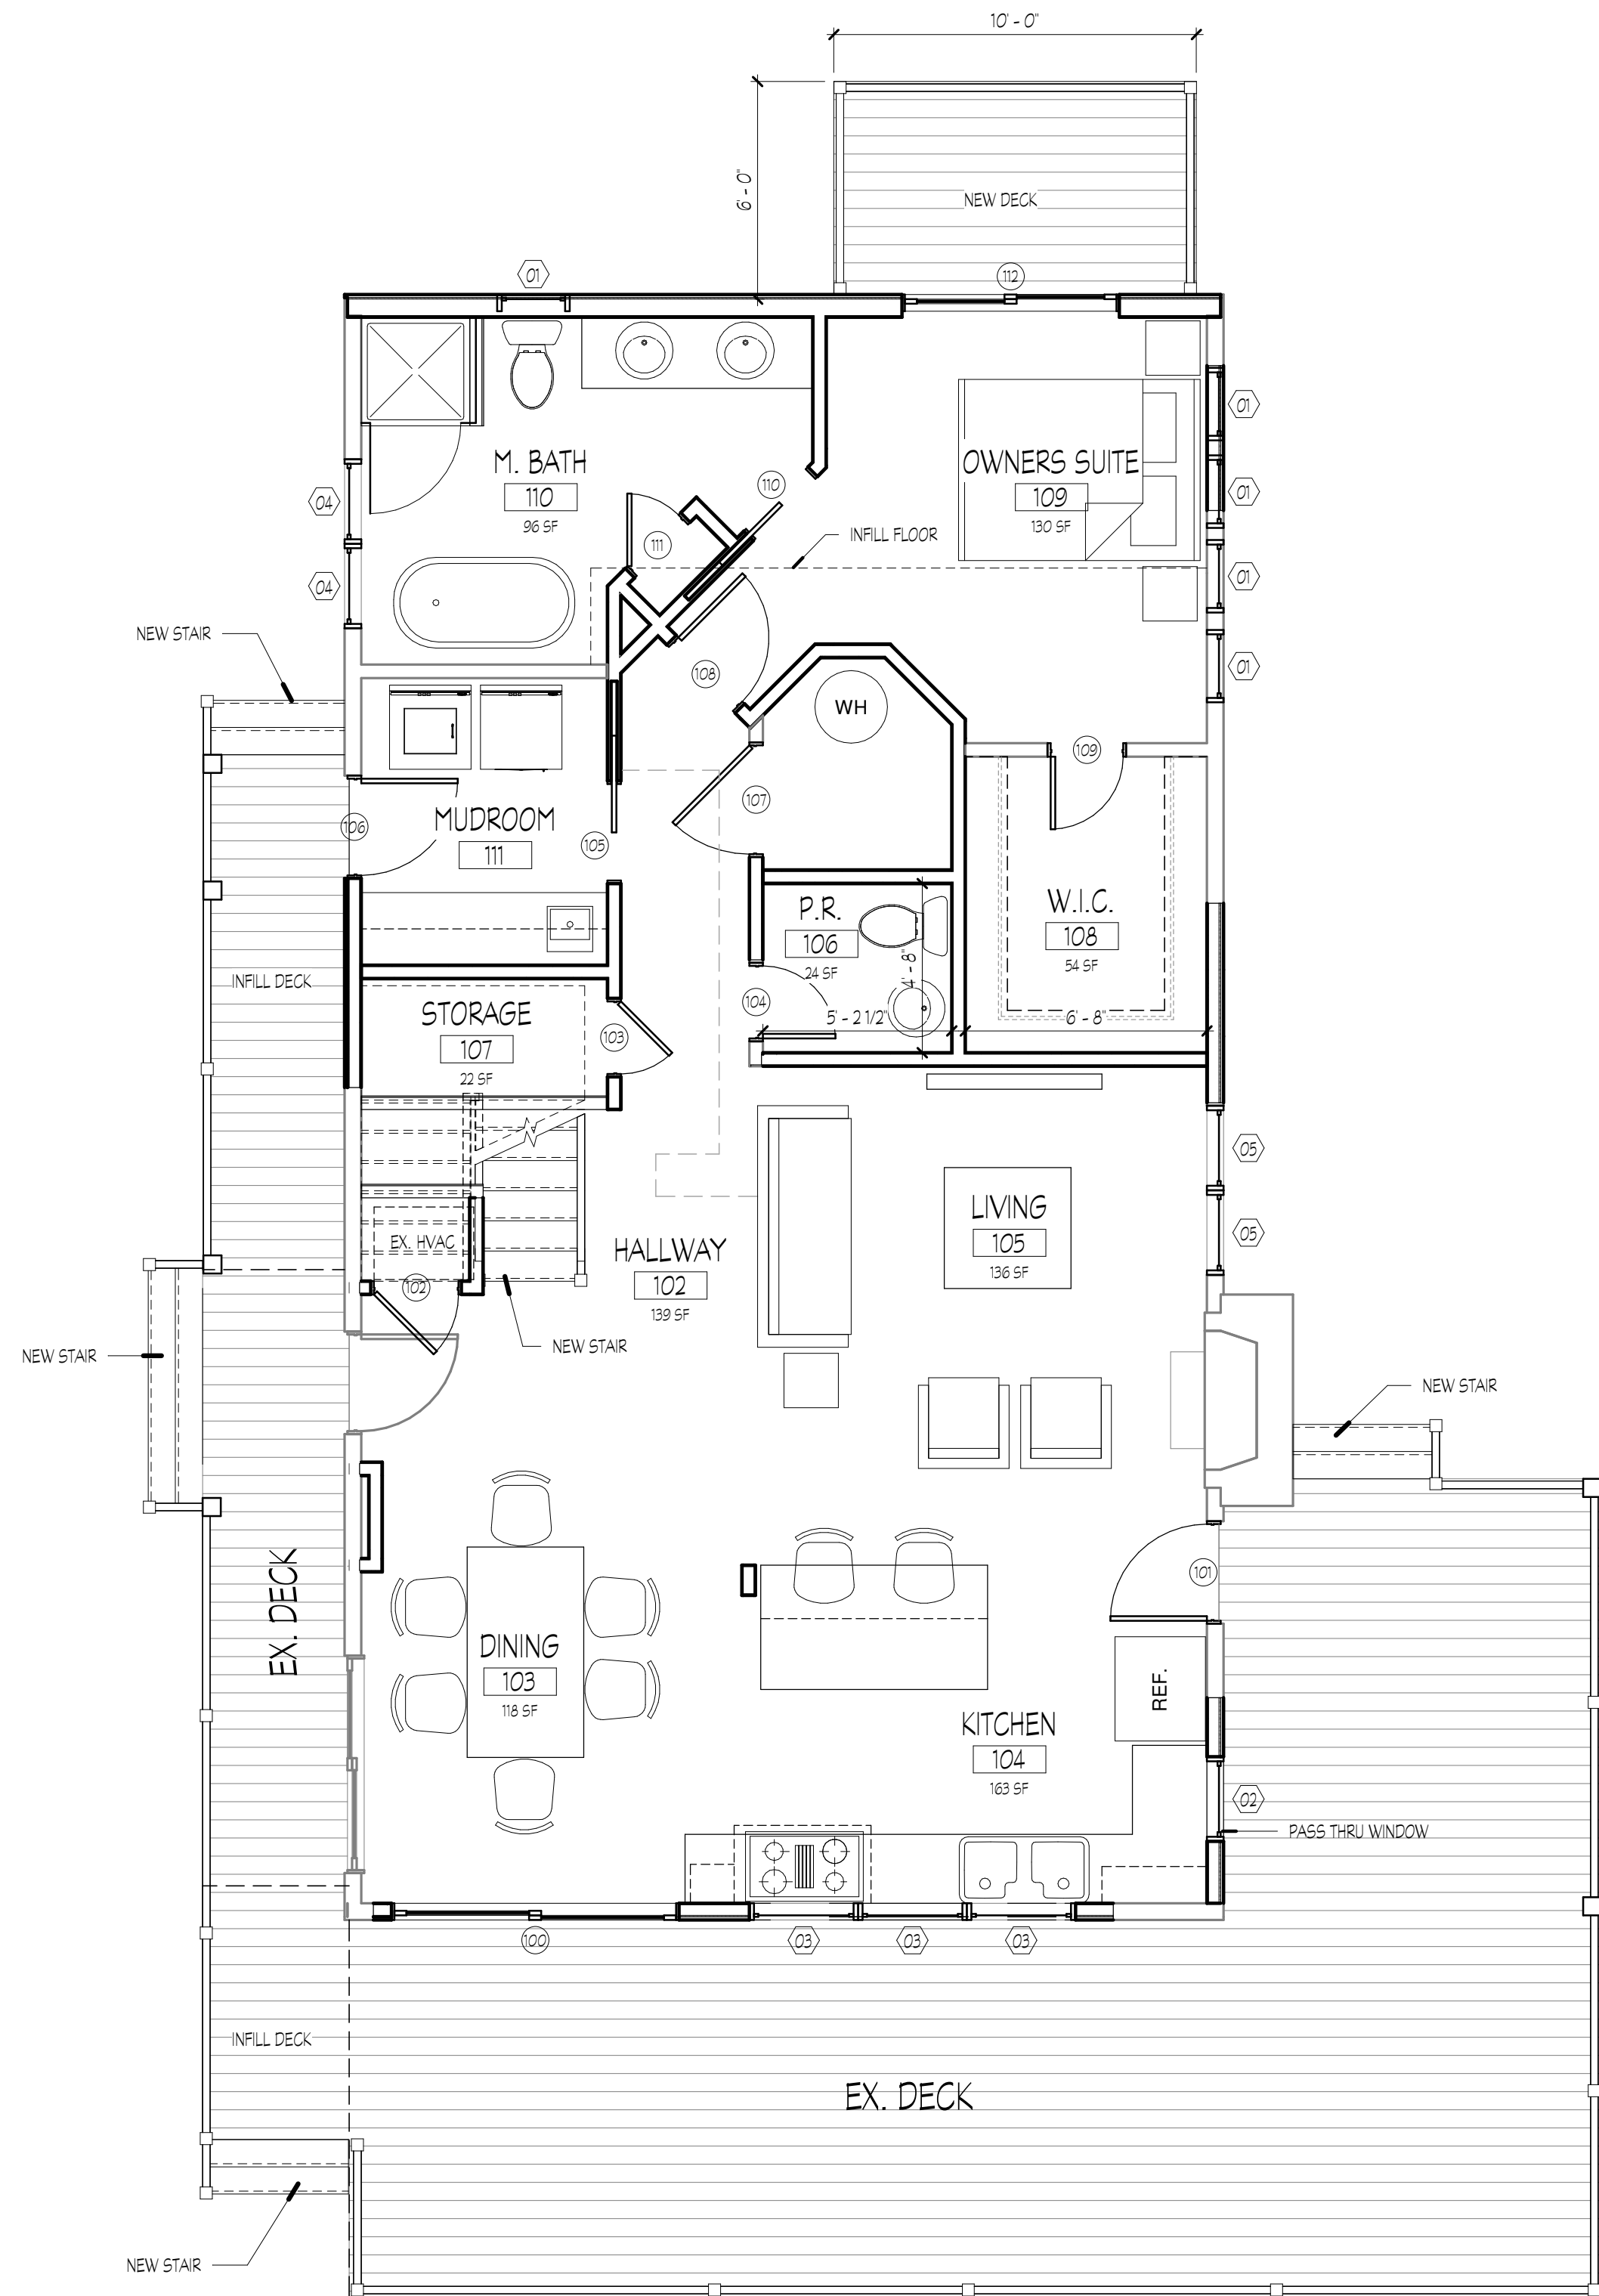 10' - 0"
6' - 0"
NEW DECK
01
112
M. BATH
110
96 SF
OWNERS SUITE
109
130 SF
01
01
01
01
04
04
110
111
INFILL FLOOR
NEW STAIR
108
WH
109
107
106
MUDROOM
111
105
P.R.
106
24 SF
4' - 8"
W.I.C.
108
54 SF
INFILL DECK
104
5' - 2 1/2"
6' - 8"
STORAGE
107
22 SF
103
05
05
LIVING
105
136 SF
EX. HVAC
102
HALLWAY
102
139 SF
NEW STAIR
NEW STAIR
NEW STAIR
EX. DECK
101
DINING
103
118 SF
REF.
KITCHEN
104
163 SF
02
PASS THRU WINDOW
100
03
03
03
INFILL DECK
EX. DECK
NEW STAIR